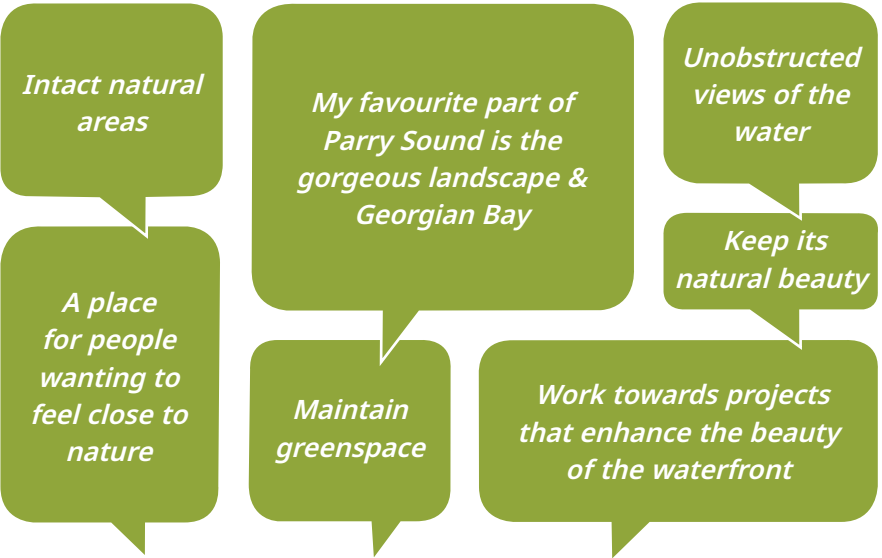 Intact natural
areas
My favourite part of
Parry Sound is the
gorgeous landscape &
Georgian Bay
Unobstructed
views of the
water
Keep its
natural beauty
A place
for people
wanting to
feel close to
nature
Maintain
greenspace
Work towards projects
that enhance the beauty
of the waterfront